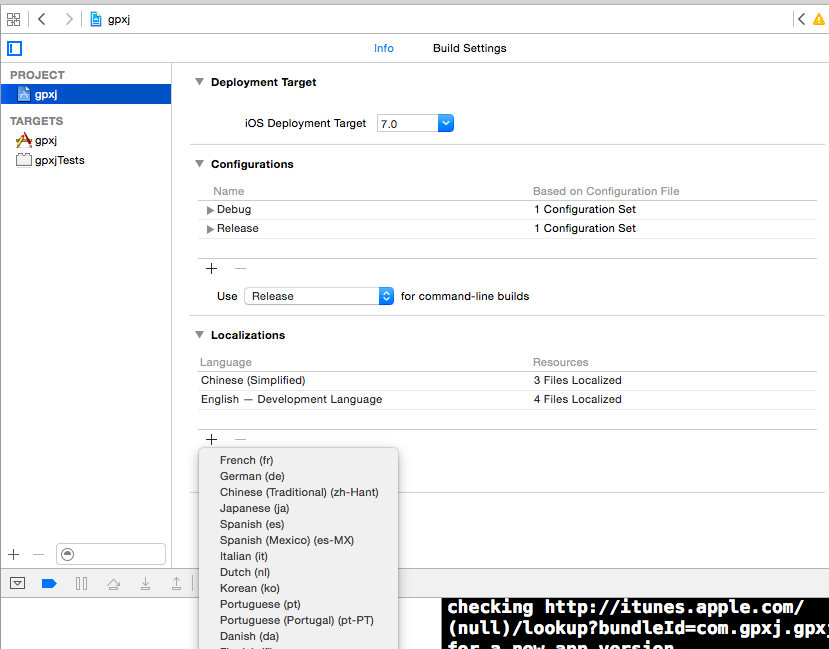 gpxj
Info Build Settings
PROJECT
gpxj
TARGETS
gpxj
gpxjTests
Deployment Target
iOS Deployment Target 7.0
Configurations
Name Based on Configuration File
Debug 1 Configuration Set
Release 1 Configuration Set
Use Release for command-line builds
Localizations
Language Resources
Chinese (Simplified) 3 Files Localized
English — Development Language 4 Files Localized
French (fr)
German (de)
Chinese (Traditional) (zh-Hant)
Japanese (ja)
Spanish (es)
Spanish (Mexico) (es-MX)
Italian (it)
Dutch (nl)
Korean (ko)
Portuguese (pt)
Portuguese (Portugal) (pt-PT)
Danish (da)
checking http://itunes.apple.com/
(null)/lookup?bundleId=com.gpxj.gpxj
for a new app version